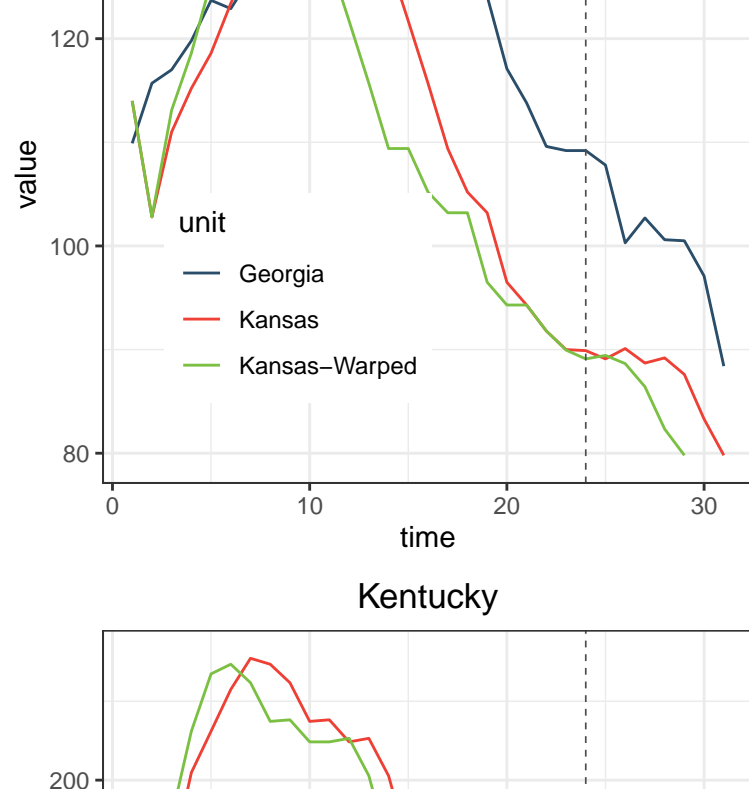 120
100
80
value
unit
Georgia
Kansas
Kansas−Warped
0 10 20 30
time
Kentucky
200